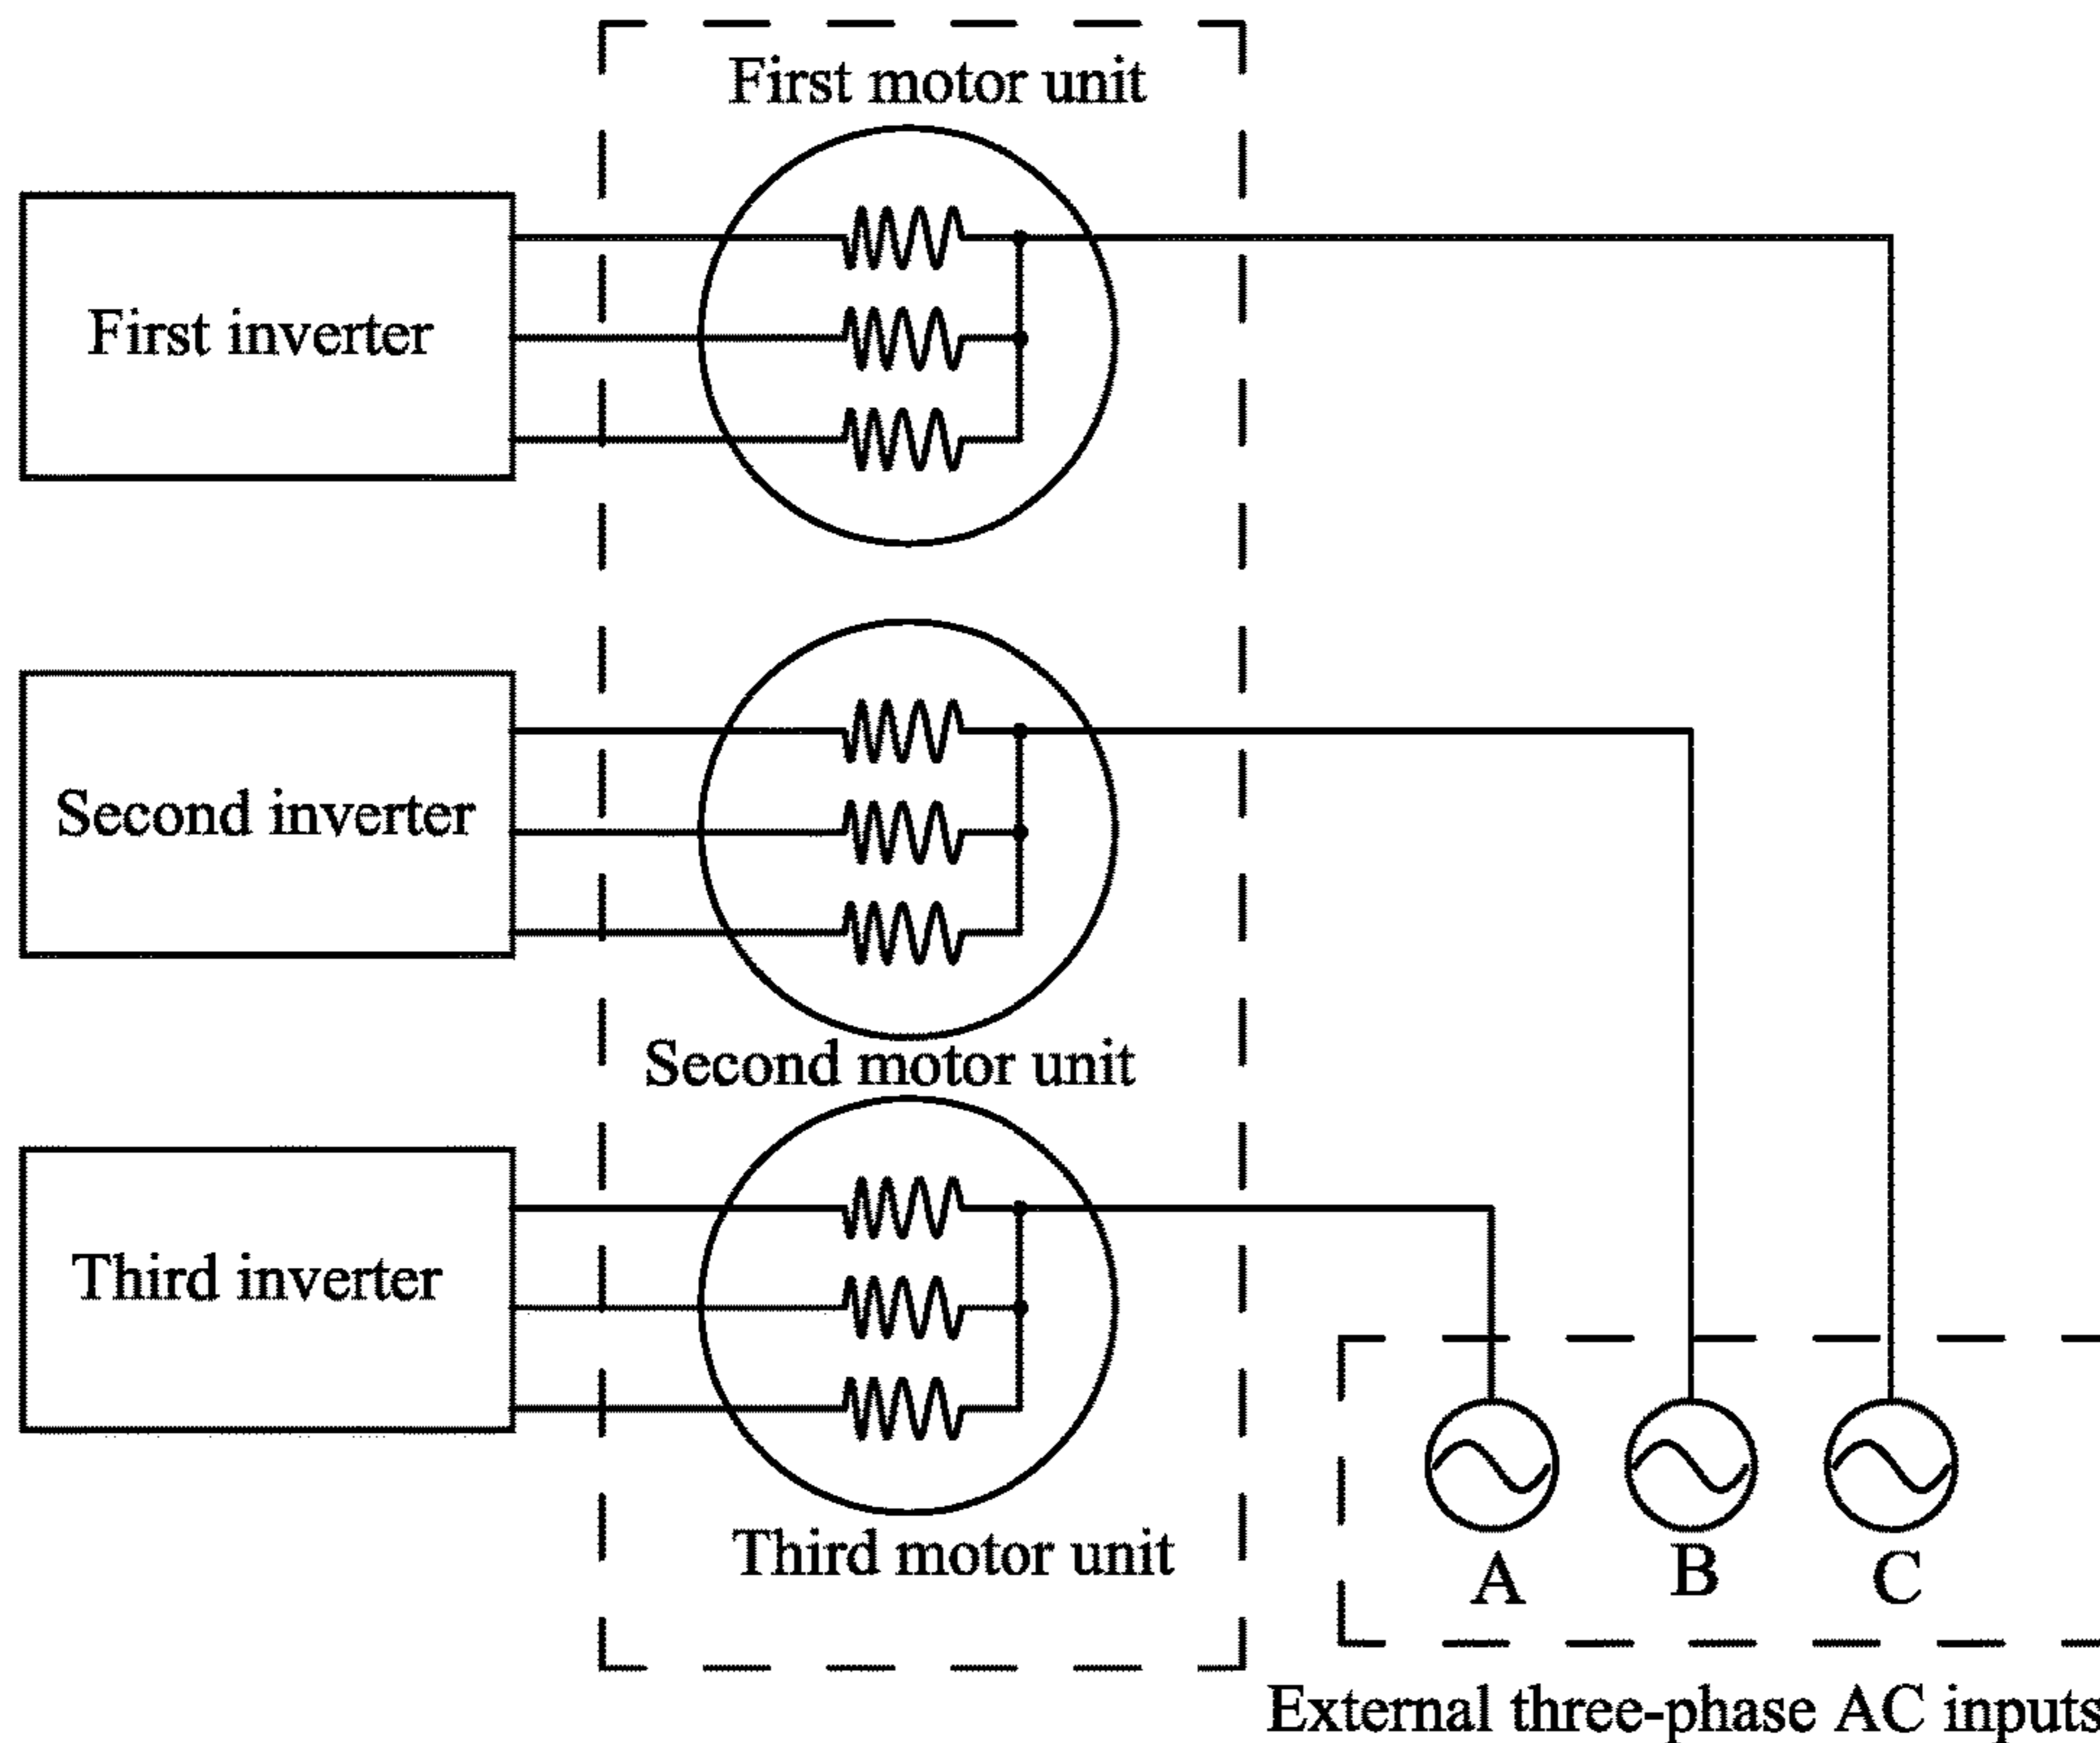 First motor unit
First inverter
Second inverter
Second motor unit
Third inverter
Third motor unit
A
B
C
External three-phase AC inputs